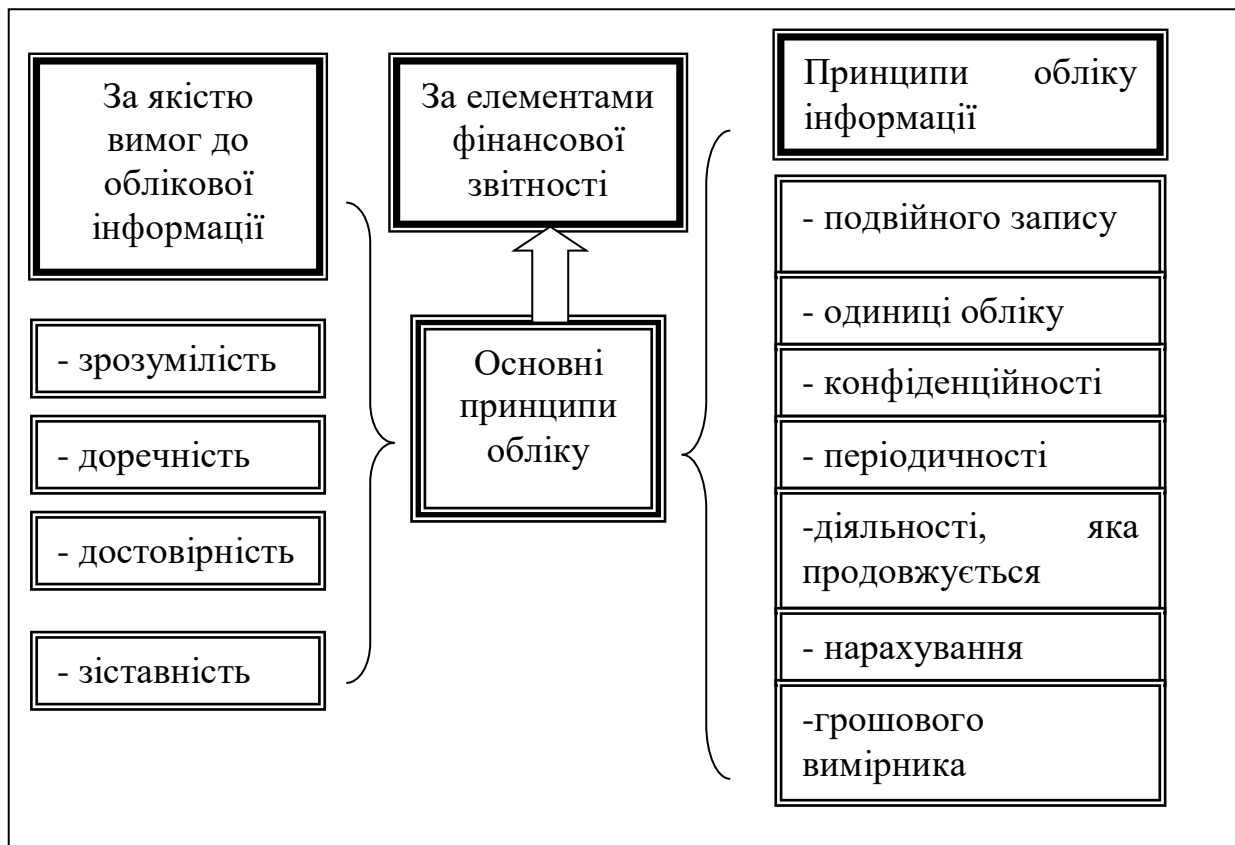 За якістю
вимог до
облікової
інформації
- зрозумілість
- доречність
- достовірність
- зіставність
За елементами
фінансової
звітності
Основні
принципи
обліку
Принципи обліку
інформації
- подвійного запису
- одиниці обліку
- конфіденційності
- періодичності
-діяльності, яка
продовжується
- нарахування
-грошового
вимірника